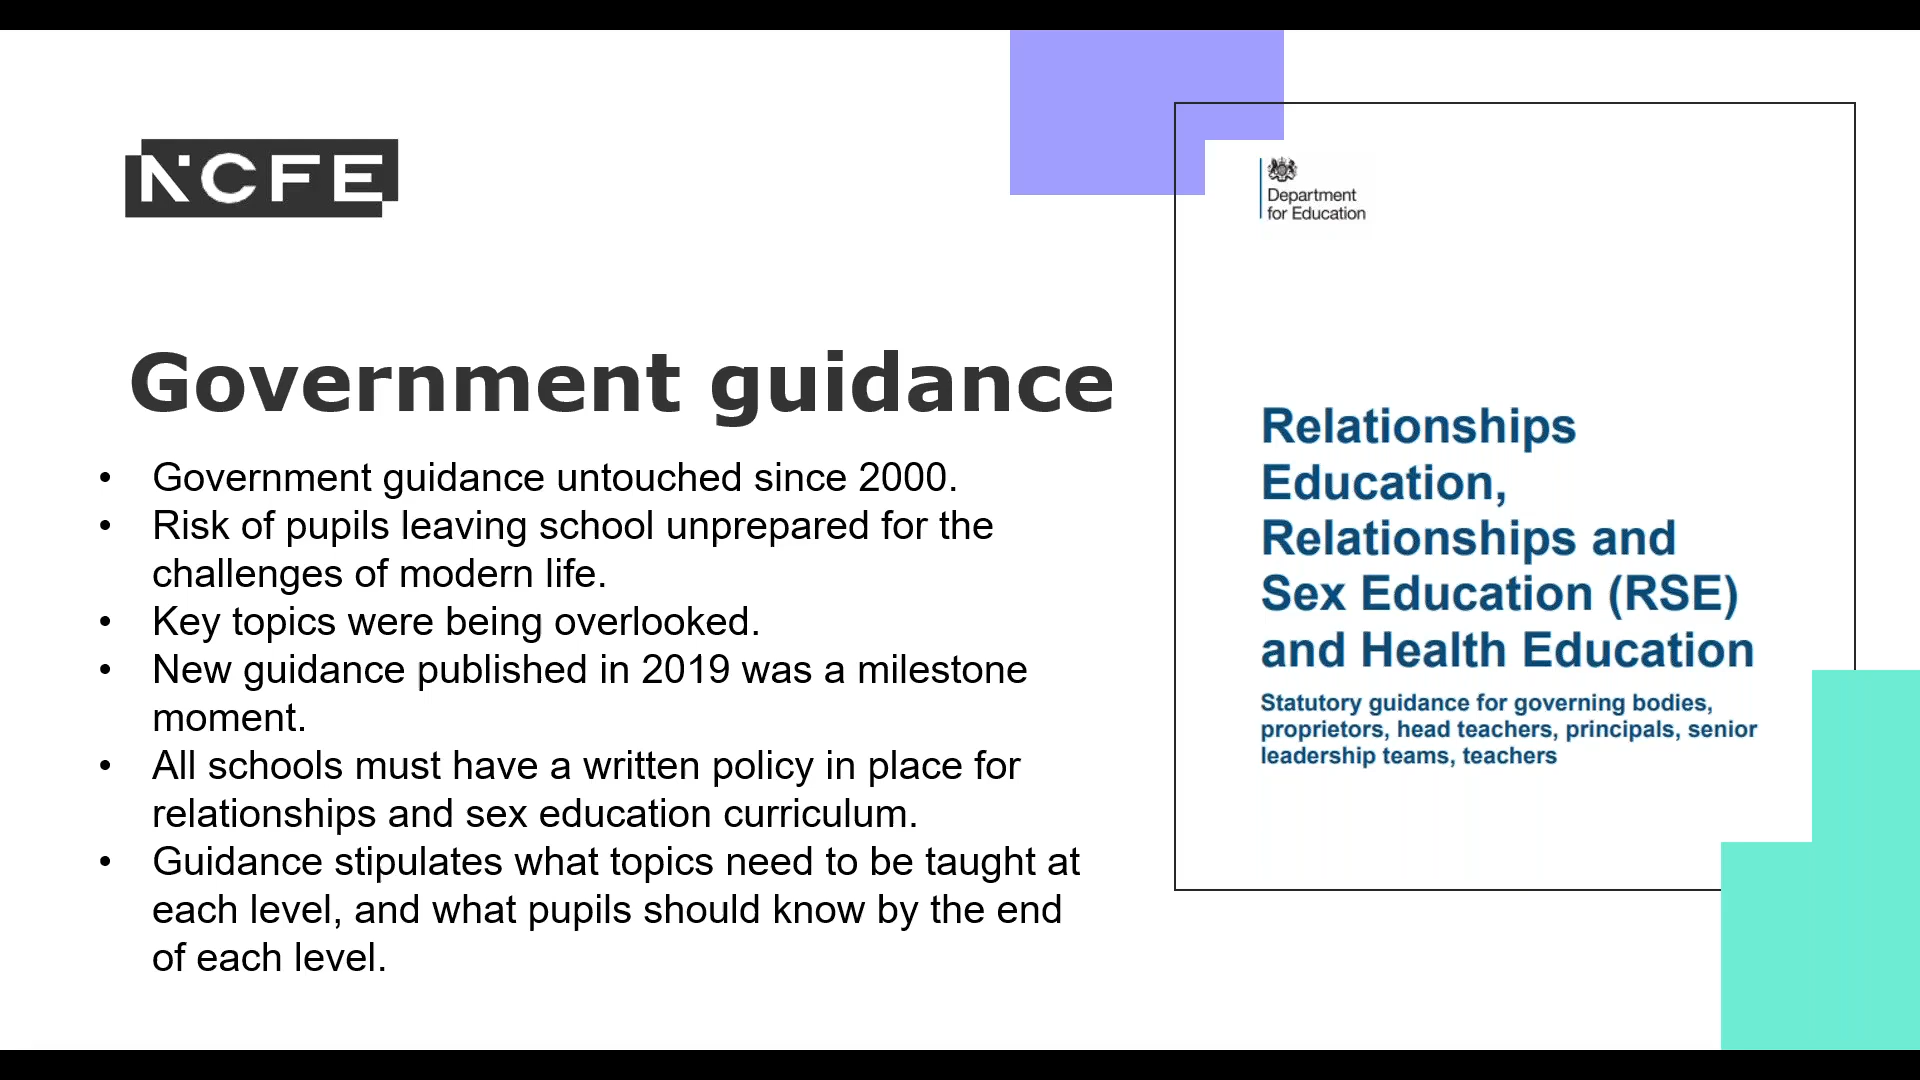 NCFE
Government guidance
• Government guidance untouched since 2000.
• Risk of pupils leaving school unprepared for the
challenges of modern life.
• Key topics were being overlooked.
• New guidance published in 2019 was a milestone
moment.
• All schools must have a written policy in place for
relationships and sex education curriculum.
• Guidance stipulates what topics need to be taught at
each level, and what pupils should know by the end
of each level.
Department
for Education
Relationships
Education,
Relationships and
Sex Education (RSE)
and Health Education
Statutory guidance for governing bodies,
proprietors, head teachers, principals, senior
leadership teams, teachers